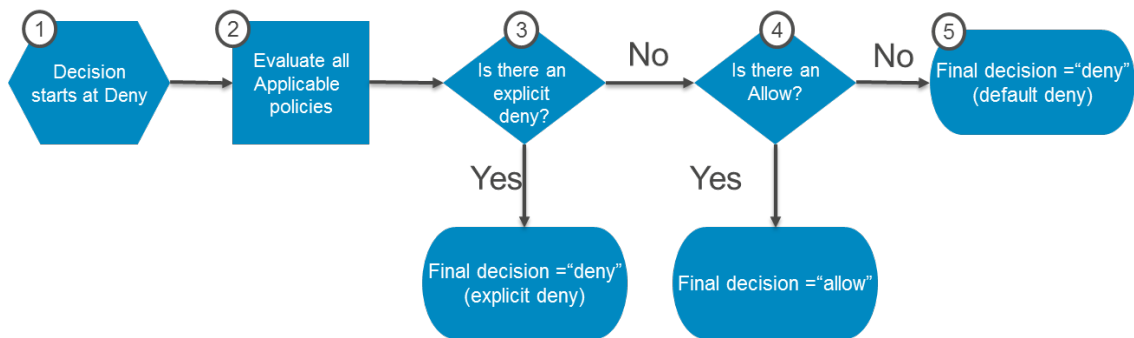 1
Decision
starts at Deny
2
Evaluate all
Applicable
policies
3
Is there an
explicit
deny?
No
4
Is there an
Allow?
No
5
Final decision =“deny”
(default deny)
Yes
Yes
Final decision =“deny”
(explicit deny)
Final decision =“allow”